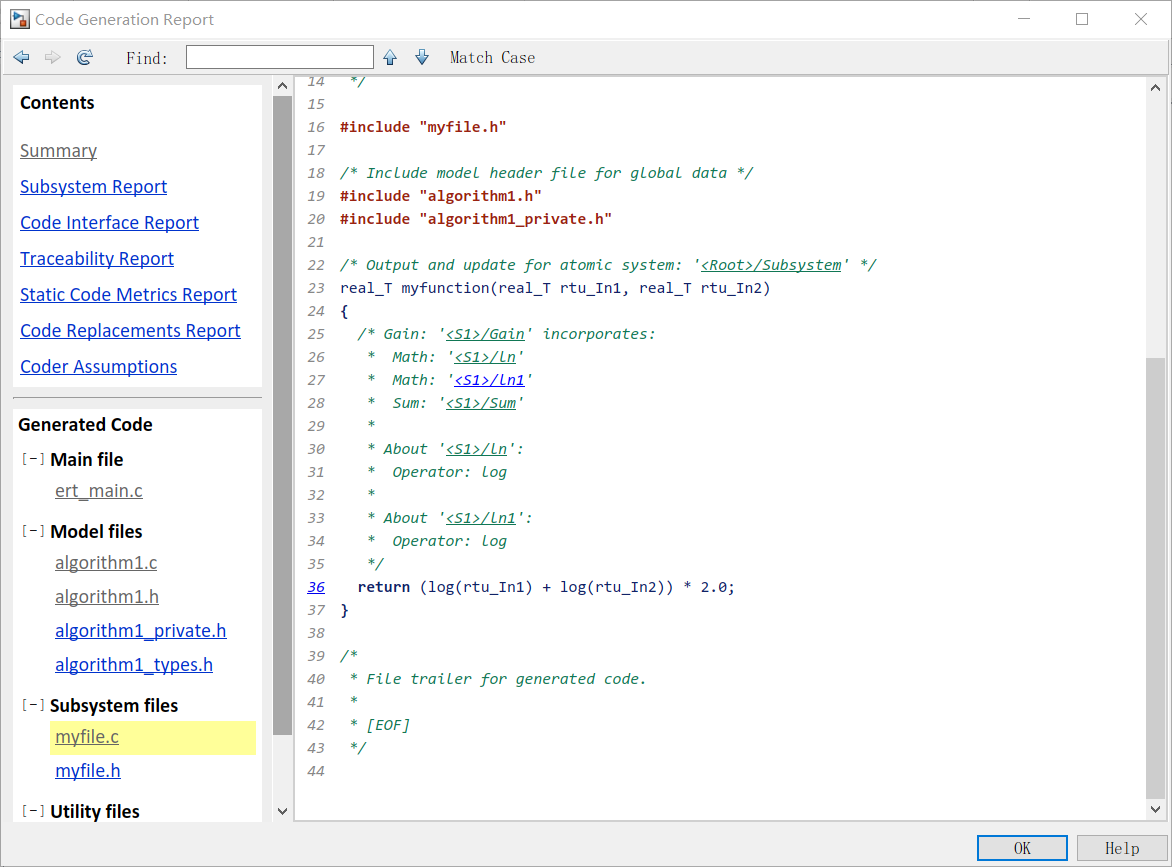 Code Generation Report
Find:
Match Case
Contents
Summary
Subsystem Report
Code Interface Report
Traceability Report
Static Code Metrics Report
Code Replacements Report
Coder Assumptions
Generated Code
[-] Main file
ert_main.c
[-] Model files
algorithm1.c
algorithm1.h
algorithm1_private.h
algorithm1_types.h
[-] Subsystem files
myfile.c
myfile.h
[-] Utility files
14 */
15
16 #include "myfile.h"
17
18 /* Include model header file for global data */
19 #include "algorithm1.h"
20 #include "algorithm1_private.h"
21
22 /* Output and update for atomic system: '<Root>/Subsystem' */
23 real_T myfunction(real_T rtu_In1, real_T rtu_In2)
24 {
25 /* Gain: '<S1>/Gain' incorporates:
26 * Math: '<S1>/ln'
27 * Math: '<S1>/ln1'
28 * Sum: '<S1>/Sum'
29 *
30 * About '<S1>/ln':
31 * Operator: log
32 *
33 * About '<S1>/ln1':
34 * Operator: log
35 */
36 return (log(rtu_In1) + log(rtu_In2)) * 2.0;
37 }
38
39 /*
40 * File trailer for generated code.
41 *
42 * [EOF]
43 */
44
OK
Help